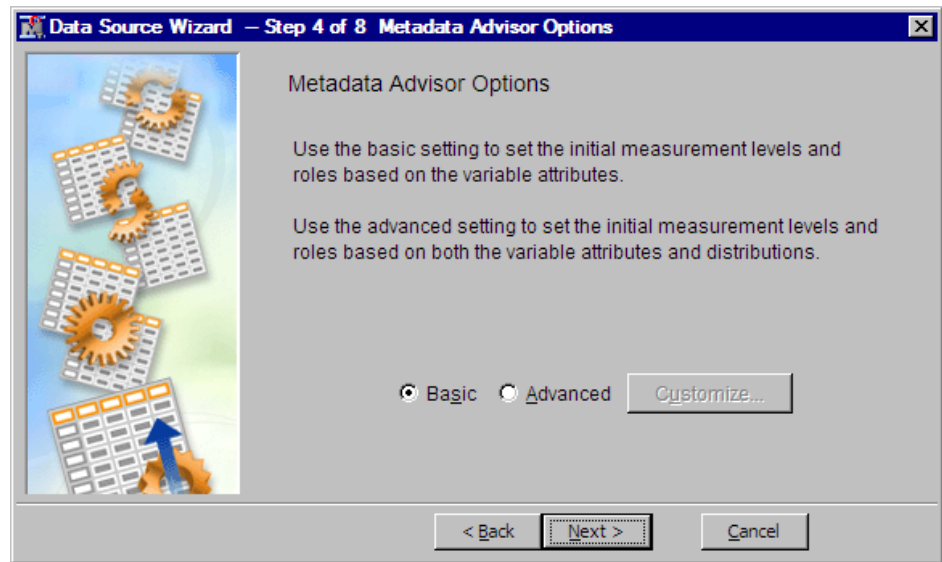 Data Source Wizard – Step 4 of 8 Metadata Advisor Options
Metadata Advisor Options
Use the basic setting to set the initial measurement levels and
roles based on the variable attributes.
Use the advanced setting to set the initial measurement levels and
roles based on both the variable attributes and distributions.
Basic Advanced Customize...
< Back Next > Cancel